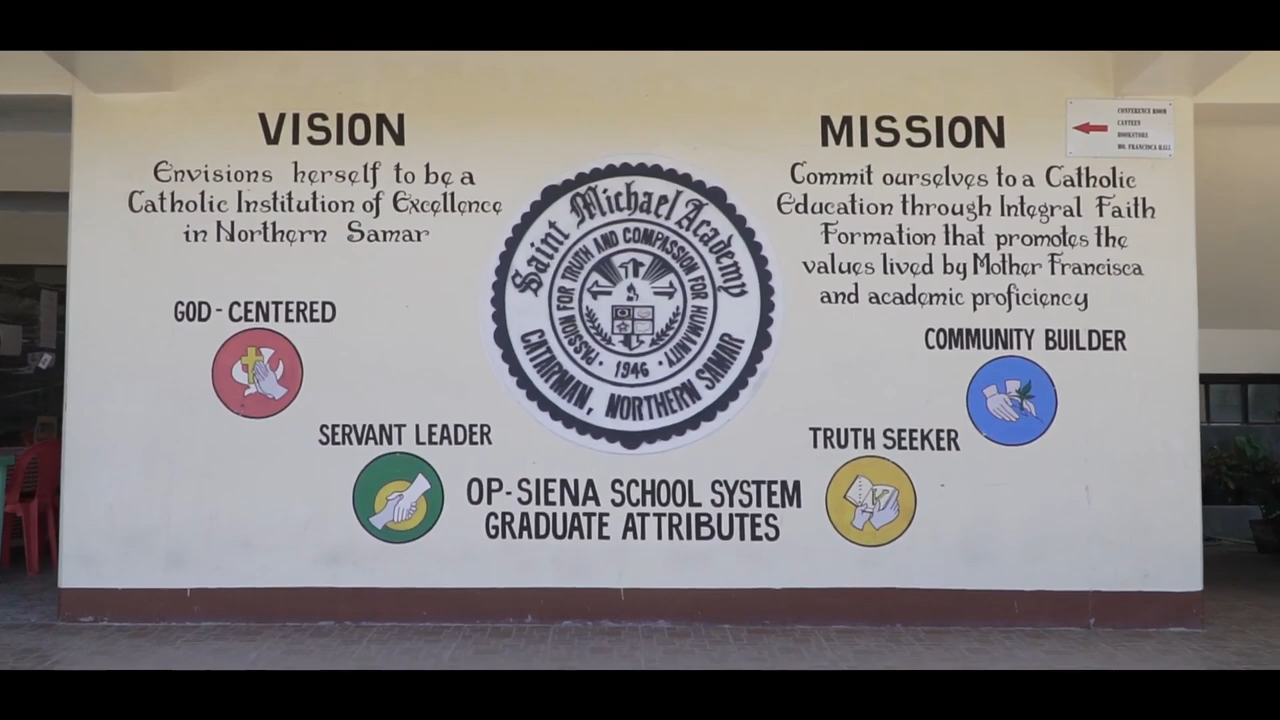 VISION
Envisions herself to be a
Catholic Institution of Excellence
in Northern Samar
MISSION
Commit ourselves to a Catholic
Education through Integral Faith
Formation that promotes the
values lived by Mother Francisca
and academic proficiency
CONFERENCE ROOM
CANTEEN
BOOKSTORE
MO. FRANCISCA HALL
Saint Michael Academy
PASSION FOR TRUTH AND COMPASSION FOR HUMANITY
• 1946 •
CATARMAN, NORTHERN SAMAR
GOD-CENTERED
COMMUNITY BUILDER
SERVANT LEADER
TRUTH SEEKER
OP-SIENA SCHOOL SYSTEM
GRADUATE ATTRIBUTES